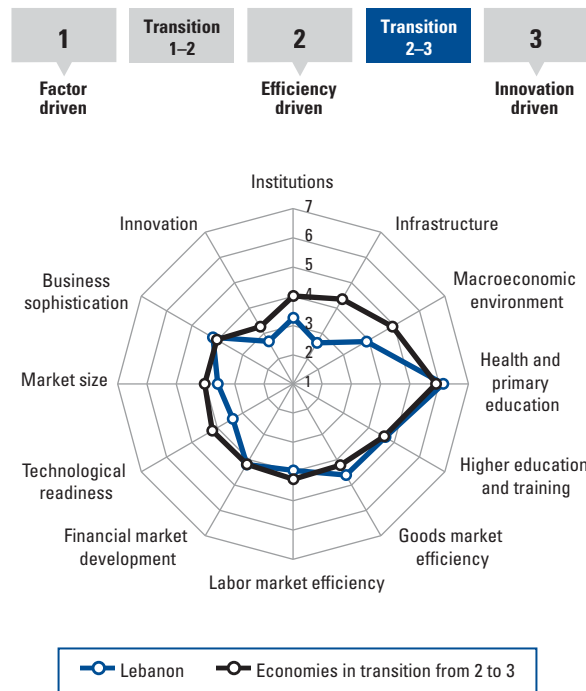 1
Transition
1–2
2
Transition
2–3
3
Factor
driven
Efficiency
driven
Innovation
driven
Institutions
Innovation
7
Infrastructure
6
Business
sophistication
5
Macroeconomic
environment
4
3
2
Market size
1
Health and
primary
education
Technological
readiness
Higher education
and training
Financial market
development
Goods market
efficiency
Labor market efficiency
Lebanon
Economies in transition from 2 to 3